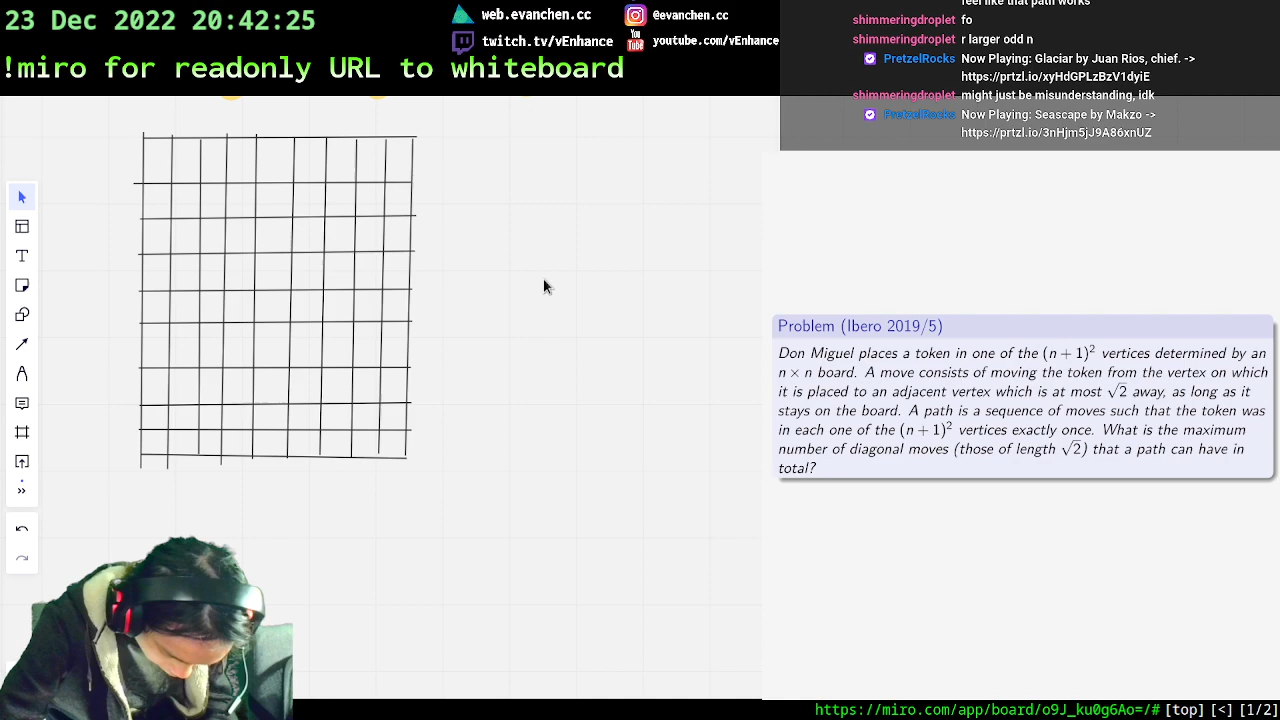 23 Dec 2022 20:42:25
!miro for readonly URL to whiteboard
web.evanchen.cc
@evanchen.cc
twitch.tv/vEnhance
You
Tube
youtube.com/vEnhance
feel like that path works
shimmeringdroplet fo
shimmeringdroplet r larger odd n
PretzelRocks Now Playing: Glaciar by Juan Rios, chief. ->
https://prtzl.io/xyHdGPLzBzV1dyiE
shimmeringdroplet might just be misunderstanding, idk
PretzelRocks Now Playing: Seascape by Makzo ->
https://prtzl.io/3nHjm5jJ9A86xnUZ
Problem (Ibero 2019/5)
Don Miguel places a token in one of the (n + 1)² vertices determined by an
n × n board. A move consists of moving the token from the vertex on which
it is placed to an adjacent vertex which is at most √2 away, as long as it
stays on the board. A path is a sequence of moves such that the token was
in each one of the (n + 1)² vertices exactly once. What is the maximum
number of diagonal moves (those of length √2) that a path can have in
total?
https://miro.com/app/board/o9J_ku0g6Ao=/# [top] [<] [1/2]